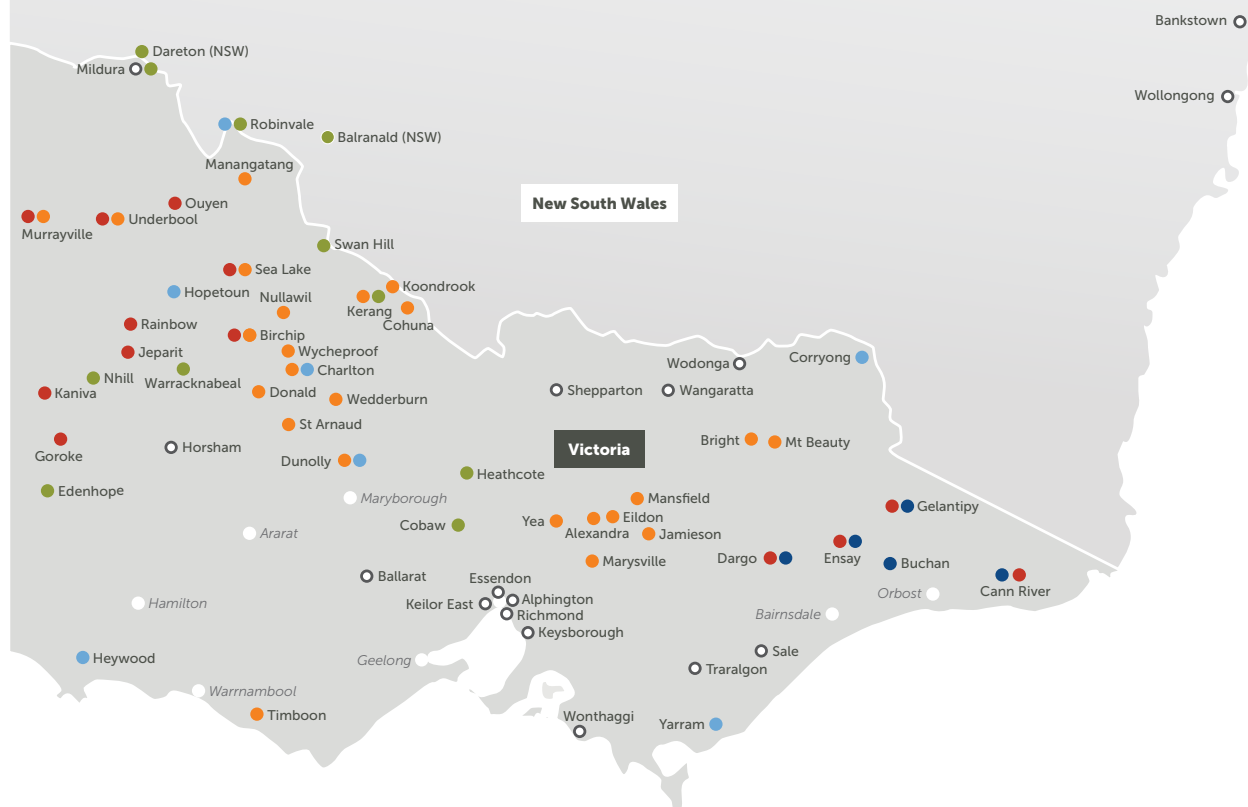 Bankstown
Dareton (NSW)
Mildura
Wollongong
Robinvale
Balranald (NSW)
Manangatang
Ouyen
New South Wales
Underbool
Murrayville
Swan Hill
Sea Lake
Koondrook
Hopetoun
Nullawil
Kerang
Cohuna
Rainbow
Birchip
Jeparit
Wycheproof
Corryong
Wodonga
Charlton
Nhill
Warracknabeal
Kaniva
Donald
Wedderburn
Shepparton
Wangaratta
St Arnaud
Bright
Mt Beauty
Goroke
Horsham
Victoria
Dunolly
Heathcote
Edenhope
Maryborough
Mansfield
Gelantipy
Cobaw
Yea
Eildon
Alexandra
Jamieson
Ararat
Dargo
Ensay
Marysville
Buchan
Ballarat
Essendon
Cann River
Orbost
Hamilton
Keilor East
Alphington
Richmond
Bairnsdale
Keysborough
Heywood
Geelong
Sale
Traralgon
Warrnambool
Timboon
Wonthaggi
Yarram